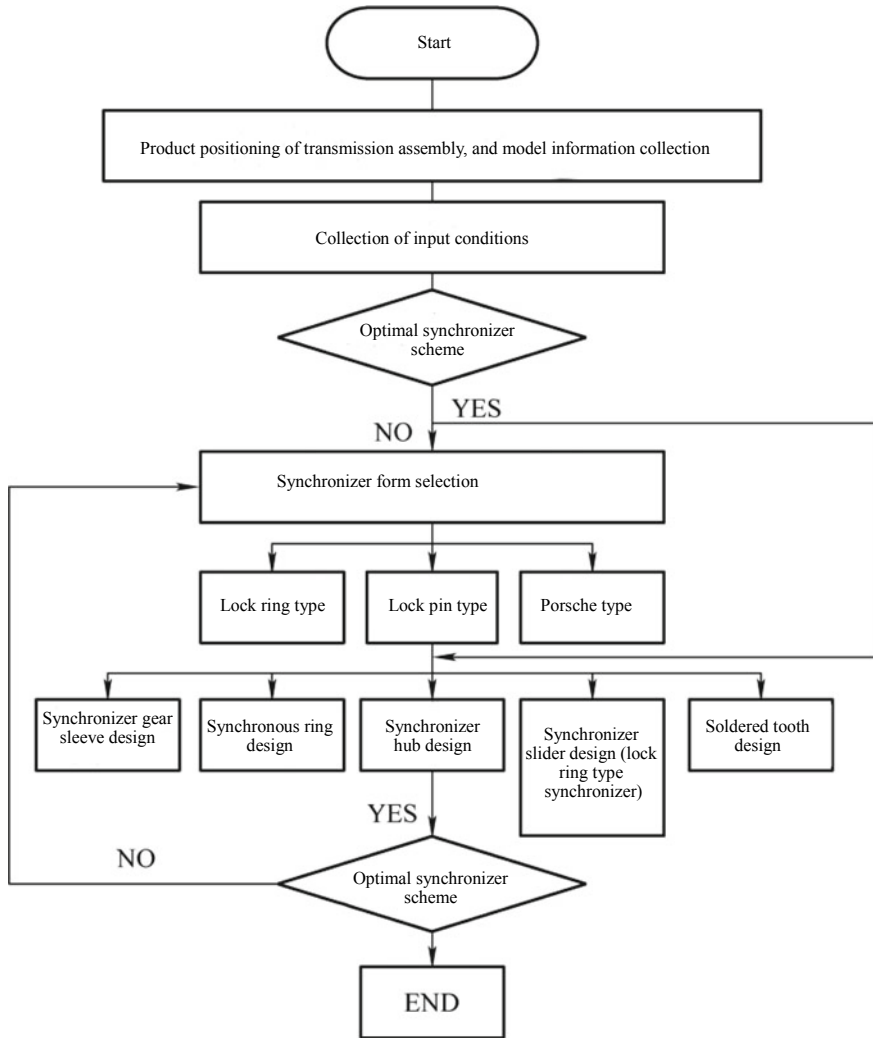 Start
Product positioning of transmission assembly, and model information collection
Collection of input conditions
Optimal synchronizer
scheme
YES
NO
Synchronizer form selection
Lock ring type
Lock pin type
Porsche type
Synchronizer gear
sleeve design
Synchronous ring
design
Synchronizer
hub design
Synchronizer
slider design (lock
ring type
synchronizer)
Soldered tooth
design
YES
NO
Optimal synchronizer
scheme
END